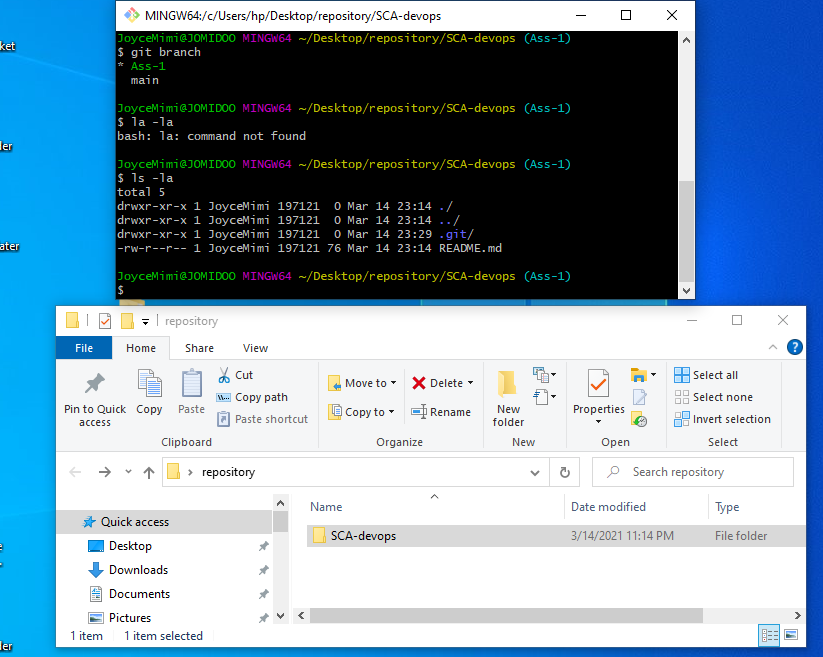 MINGW64:/c/Users/hp/Desktop/repository/SCA-devops
JoyceMimi@JOMIDOO MINGW64 ~/Desktop/repository/SCA-devops (Ass-1)
$ git branch
* Ass-1
  main
JoyceMimi@JOMIDOO MINGW64 ~/Desktop/repository/SCA-devops (Ass-1)
$ la -la
bash: la: command not found
JoyceMimi@JOMIDOO MINGW64 ~/Desktop/repository/SCA-devops (Ass-1)
$ ls -la
total 5
drwxr-xr-x 1 JoyceMimi 197121  0 Mar 14 23:14 ./
drwxr-xr-x 1 JoyceMimi 197121  0 Mar 14 23:14 ../
drwxr-xr-x 1 JoyceMimi 197121  0 Mar 14 23:29 .git/
-rw-r--r-- 1 JoyceMimi 197121 76 Mar 14 23:14 README.md
JoyceMimi@JOMIDOO MINGW64 ~/Desktop/repository/SCA-devops (Ass-1)
$
ket
ler
ater
e
ler
repository
File Home Share View
Pin to Quick access
Copy
Paste
Cut
Copy path
Paste shortcut
Clipboard
Move to
Copy to
Delete
Rename
Organize
New folder
New
Properties
Open
Select all
Select none
Invert selection
Select
repository
Search repository
Quick access
Desktop
Downloads
Documents
Pictures
Name Date modified Type
SCA-devops 3/14/2021 11:14 PM File folder
1 item 1 item selected